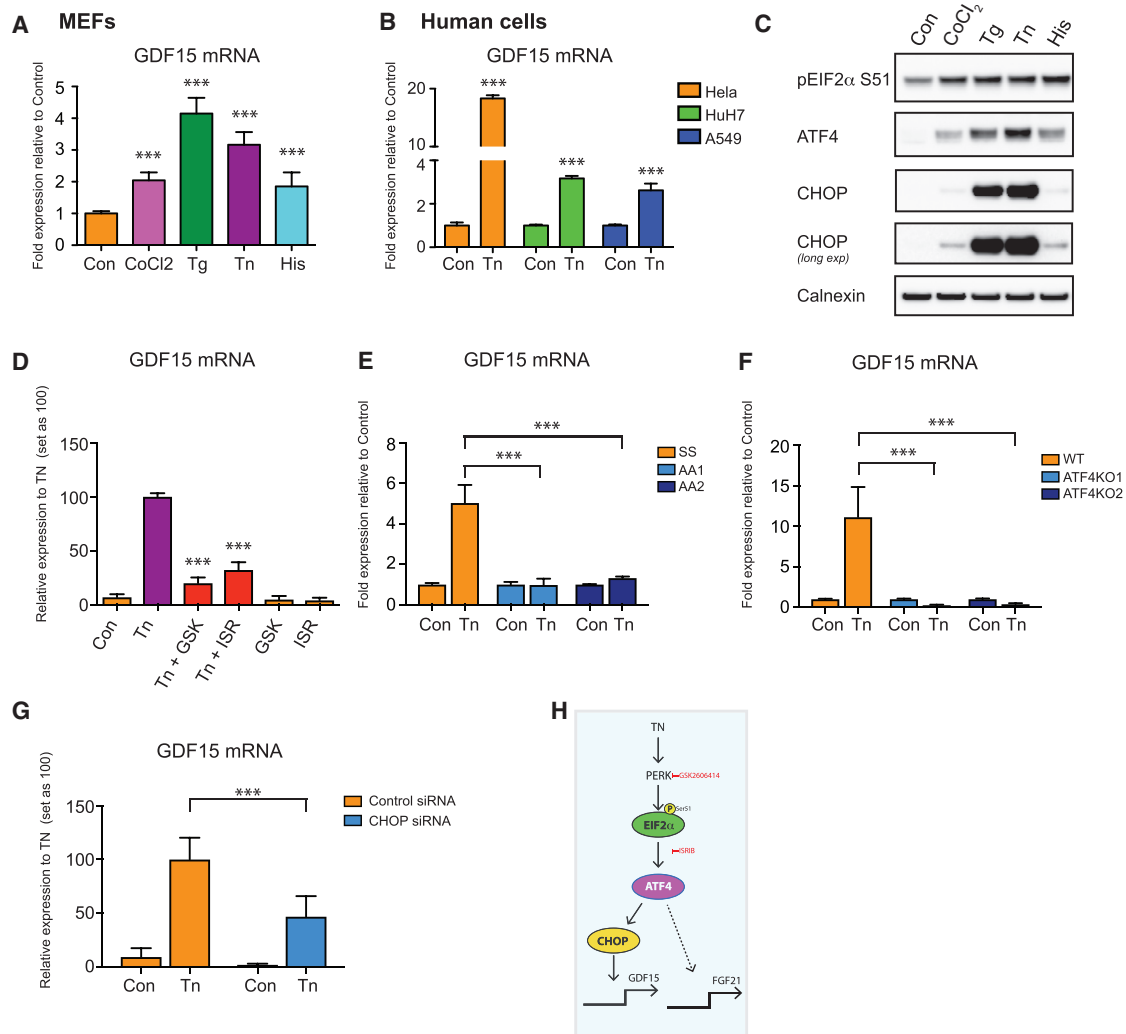 A MEFs
GDF15 mRNA
Fold expression relative to Control
5
4
3
2
1
0
***
***
***
***
Con CoCl2 Tg Tn His
B Human cells
GDF15 mRNA
Fold expression relative to Control
20
10
4
2
0
***
***
***
Hela
HuH7
A549
Con Tn Con Tn Con Tn
C
Con CoCl2 Tg Tn His
pEIF2α S51
ATF4
CHOP
CHOP
(long exp)
Calnexin
D
GDF15 mRNA
Relative expression to TN (set as 100)
150
100
50
0
***
***
Con Tn Tn + GSK Tn + ISR GSK ISR
E
GDF15 mRNA
Fold expression relative to Control
8
6
4
2
0
***
***
SS
AA1
AA2
Con Tn Con Tn Con Tn
F
GDF15 mRNA
Fold expression relative to Control
20
15
10
5
0
***
***
WT
ATF4KO1
ATF4KO2
Con Tn Con Tn Con Tn
G
GDF15 mRNA
Relative expression to TN (set as 100)
150
100
50
0
***
Control siRNA
CHOP siRNA
Con Tn Con Tn
H
TN
PERK GSK2606414
P Ser51
EIF2α
ISRIB
ATF4
CHOP
GDF15 FGF21